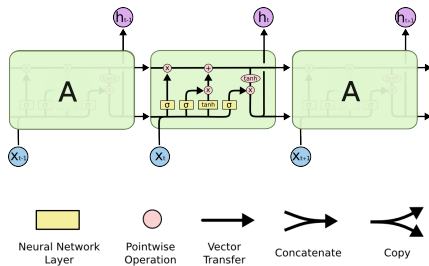 h t-1
h t
h t+1
A
x
+
tanh
x
x
σ
σ
tanh
σ
A
X t-1
X t
X t+1
Neural Network
Layer
Pointwise
Operation
Vector
Transfer
Concatenate
Copy